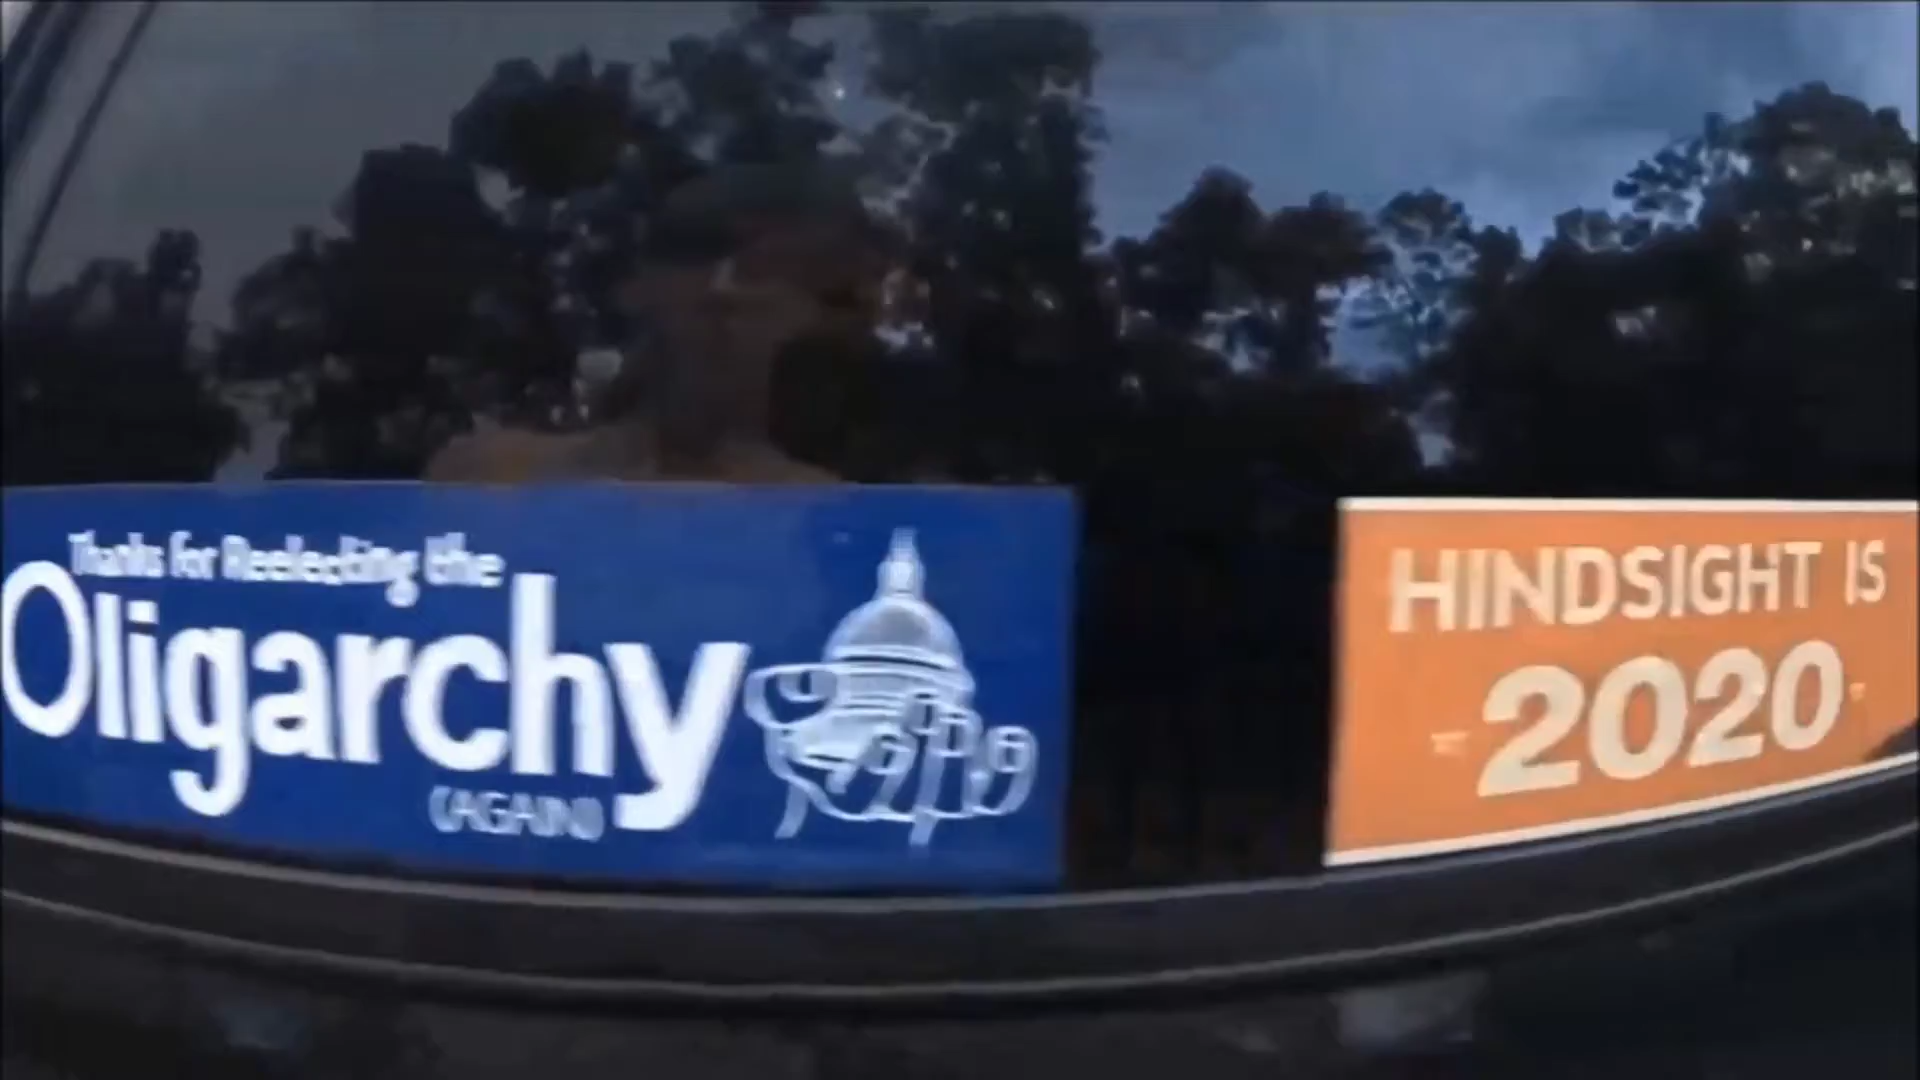 Thanks for Reelecting the
Oligarchy
(AGAIN)
HINDSIGHT IS
2020